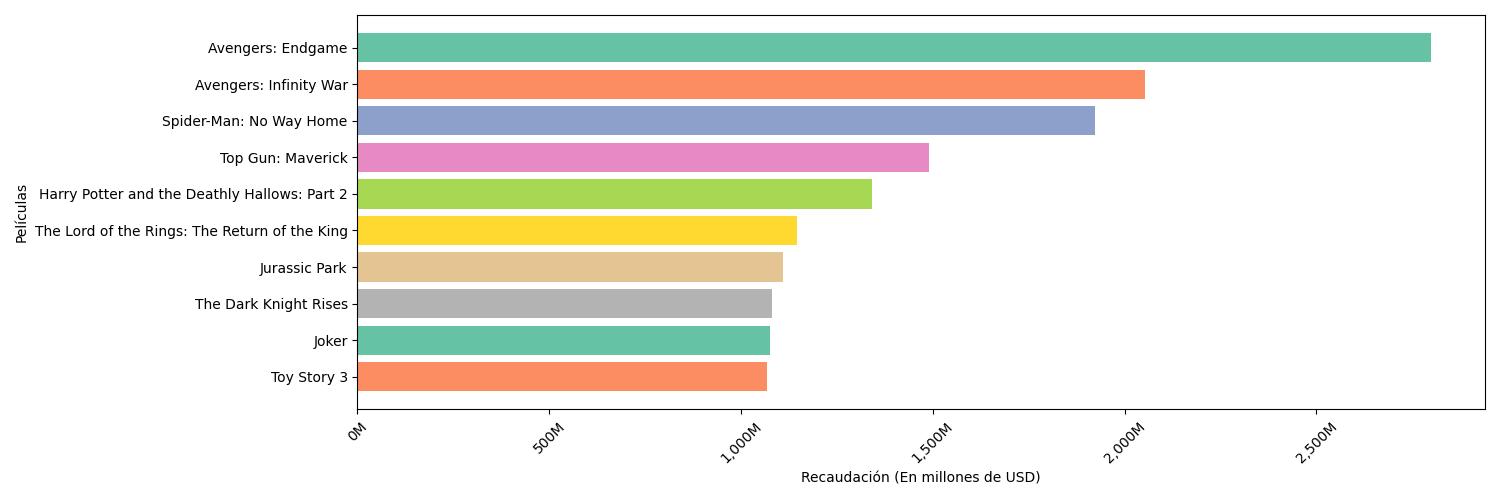 Películas
Avengers: Endgame
Avengers: Infinity War
Spider-Man: No Way Home
Top Gun: Maverick
Harry Potter and the Deathly Hallows: Part 2
The Lord of the Rings: The Return of the King
Jurassic Park
The Dark Knight Rises
Joker
Toy Story 3
0M
500M
1,000M
1,500M
2,000M
2,500M
Recaudación (En millones de USD)